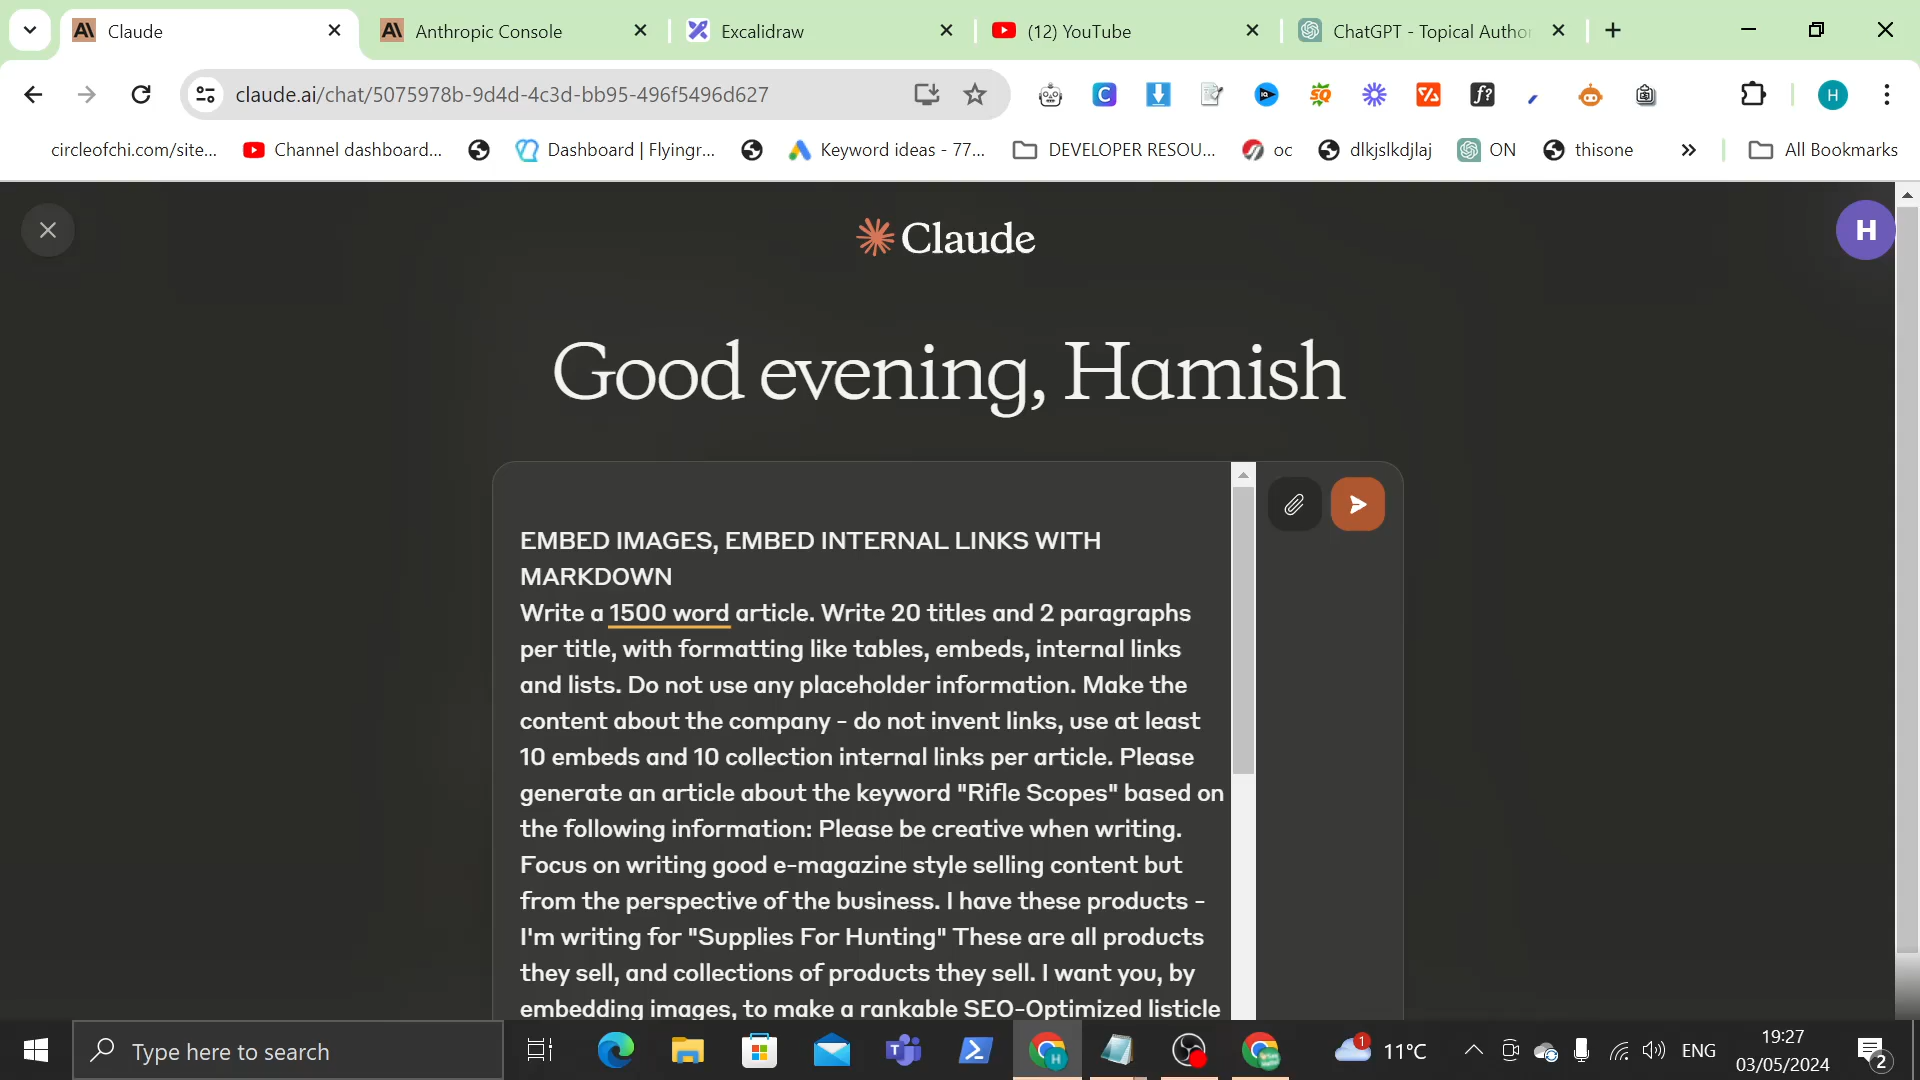 Claude
Anthropic Console
Excalidraw
(12) YouTube
ChatGPT - Topical Autho
claude.ai/chat/5075978b-9d4d-4c3d-bb95-496f5496d627
H
circleofchi.com/site...
Channel dashboard...
Dashboard | Flyingr...
Keyword ideas - 77...
DEVELOPER RESOU...
oc
dlkjslkdjlaj
ON
thisone
All Bookmarks
Claude
H
Good evening, Hamish
EMBED IMAGES, EMBED INTERNAL LINKS WITH
MARKDOWN
Write a 1500 word article. Write 20 titles and 2 paragraphs
per title, with formatting like tables, embeds, internal links
and lists. Do not use any placeholder information. Make the
content about the company - do not invent links, use at least
10 embeds and 10 collection internal links per article. Please
generate an article about the keyword "Rifle Scopes" based on
the following information: Please be creative when writing.
Focus on writing good e-magazine style selling content but
from the perspective of the business. I have these products -
I'm writing for "Supplies For Hunting" These are all products
they sell, and collections of products they sell. I want you, by
embedding images, to make a rankable SEO-Optimized listicle
Type here to search
1
11°C
ENG
19:27
03/05/2024
2